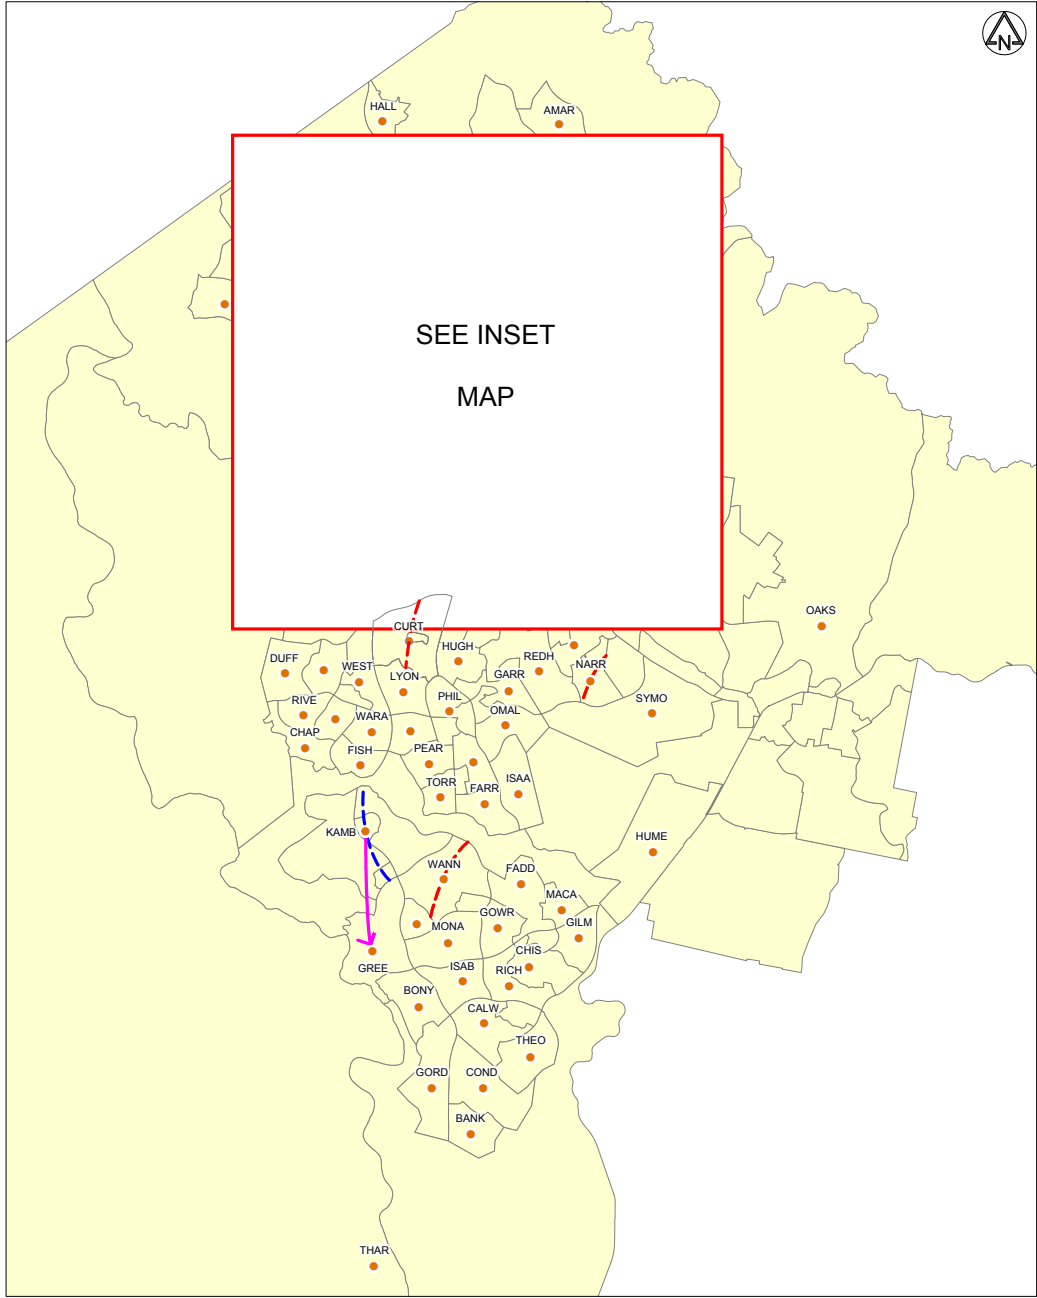 N
HALL
AMAR
SEE INSET
MAP
OAKS
CURT
HUGH
DUFF
WEST
REDH
NARR
LYON
GARR
RIVE
PHIL
SYMO
WARA
OMAL
CHAP
FISH
PEAR
TORR
FARR
ISAA
KAMB
HUME
WANN
FADD
MACA
MONA
GOWR
GILM
GREE
CHIS
ISAB
RICH
BONY
CALW
THEO
GORD
COND
BANK
THAR